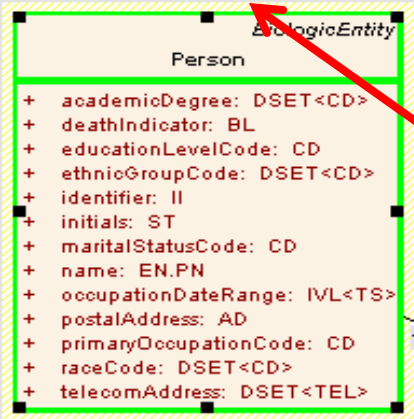 BiologicEntity
Person
+ academicDegree: DSET<CD>
+ deathIndicator: BL
+ educationLevelCode: CD
+ ethnicGroupCode: DSET<CD>
+ identifier: II
+ initials: ST
+ maritalStatusCode: CD
+ name: EN.PN
+ occupationDateRange: IVL<TS>
+ postalAddress: AD
+ primaryOccupationCode: CD
+ raceCode: DSET<CD>
+ telecomAddress: DSET<TEL>